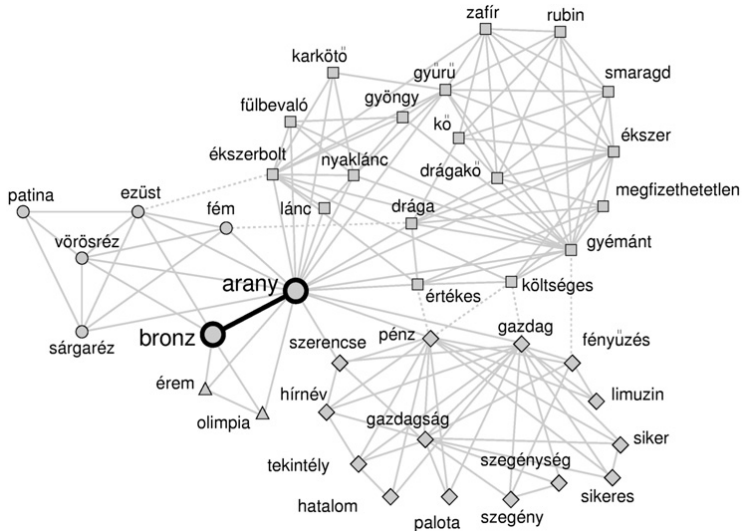 zafír
rubin
karkötő
gyűrű
smaragd
gyöngy
fülbevaló
kő
ékszer
ékszerbolt
nyaklánc
drágakő
megfizethetetlen
patina
ezüst
fém
lánc
drága
vörösréz
gyémánt
arany
értékes
költséges
bronz
sárgaréz
szerencse
pénz
gazdag
fényűzés
érem
hírnév
limuzin
olimpia
gazdagság
siker
tekintély
szegénység
sikeres
hatalom
palota
szegény